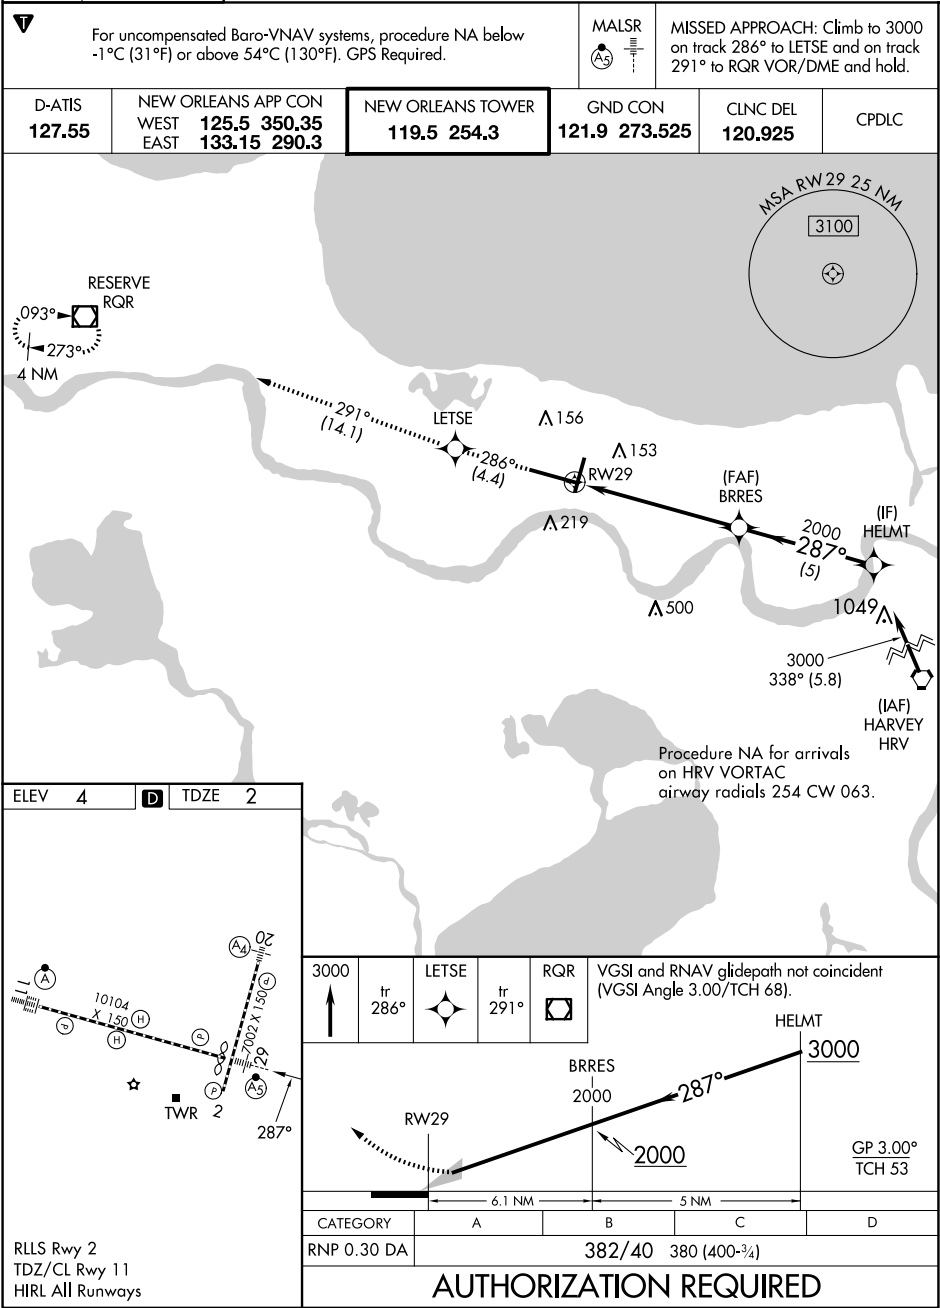 T
For uncompensated Baro-VNAV systems, procedure NA below
-1°C (31°F) or above 54°C (130°F). GPS Required.
MALSR
A5
MISSED APPROACH: Climb to 3000
on track 286° to LETSE and on track
291° to RQR VOR/DME and hold.
D-ATIS
127.55
NEW ORLEANS APP CON
WEST 125.5 350.35
EAST 133.15 290.3
NEW ORLEANS TOWER
119.5 254.3
GND CON
121.9 273.525
CLNC DEL
120.925
CPDLC
MSA RW29 25 NM
3100
RESERVE
RQR
093°
273°
4 NM
291°
(14.1)
LETSE
286°
(4.4)
156
153
RW29
219
500
(FAF)
BRRES
2000
287°
(5)
(IF)
HELMT
1049
3000
338° (5.8)
(IAF)
HARVEY
HRV
Procedure NA for arrivals
on HRV VORTAC
airway radials 254 CW 063.
ELEV 4
D
TDZE 2
A
11
10104
X 150
P
H
H
P
A4
20
P
7002 X 150
29
A5
P
2
TWR
287°
RLLS Rwy 2
TDZ/CL Rwy 11
HIRL All Runways
3000
tr
286°
LETSE
tr
291°
RQR
VGSI and RNAV glidepath not coincident
(VGSI Angle 3.00/TCH 68).
HELMT
3000
BRRES
2000
287°
2000
RW29
GP 3.00°
TCH 53
6.1 NM
5 NM
CATEGORY A B C D
RNP 0.30 DA 382/40 380 (400-¾)
AUTHORIZATION REQUIRED